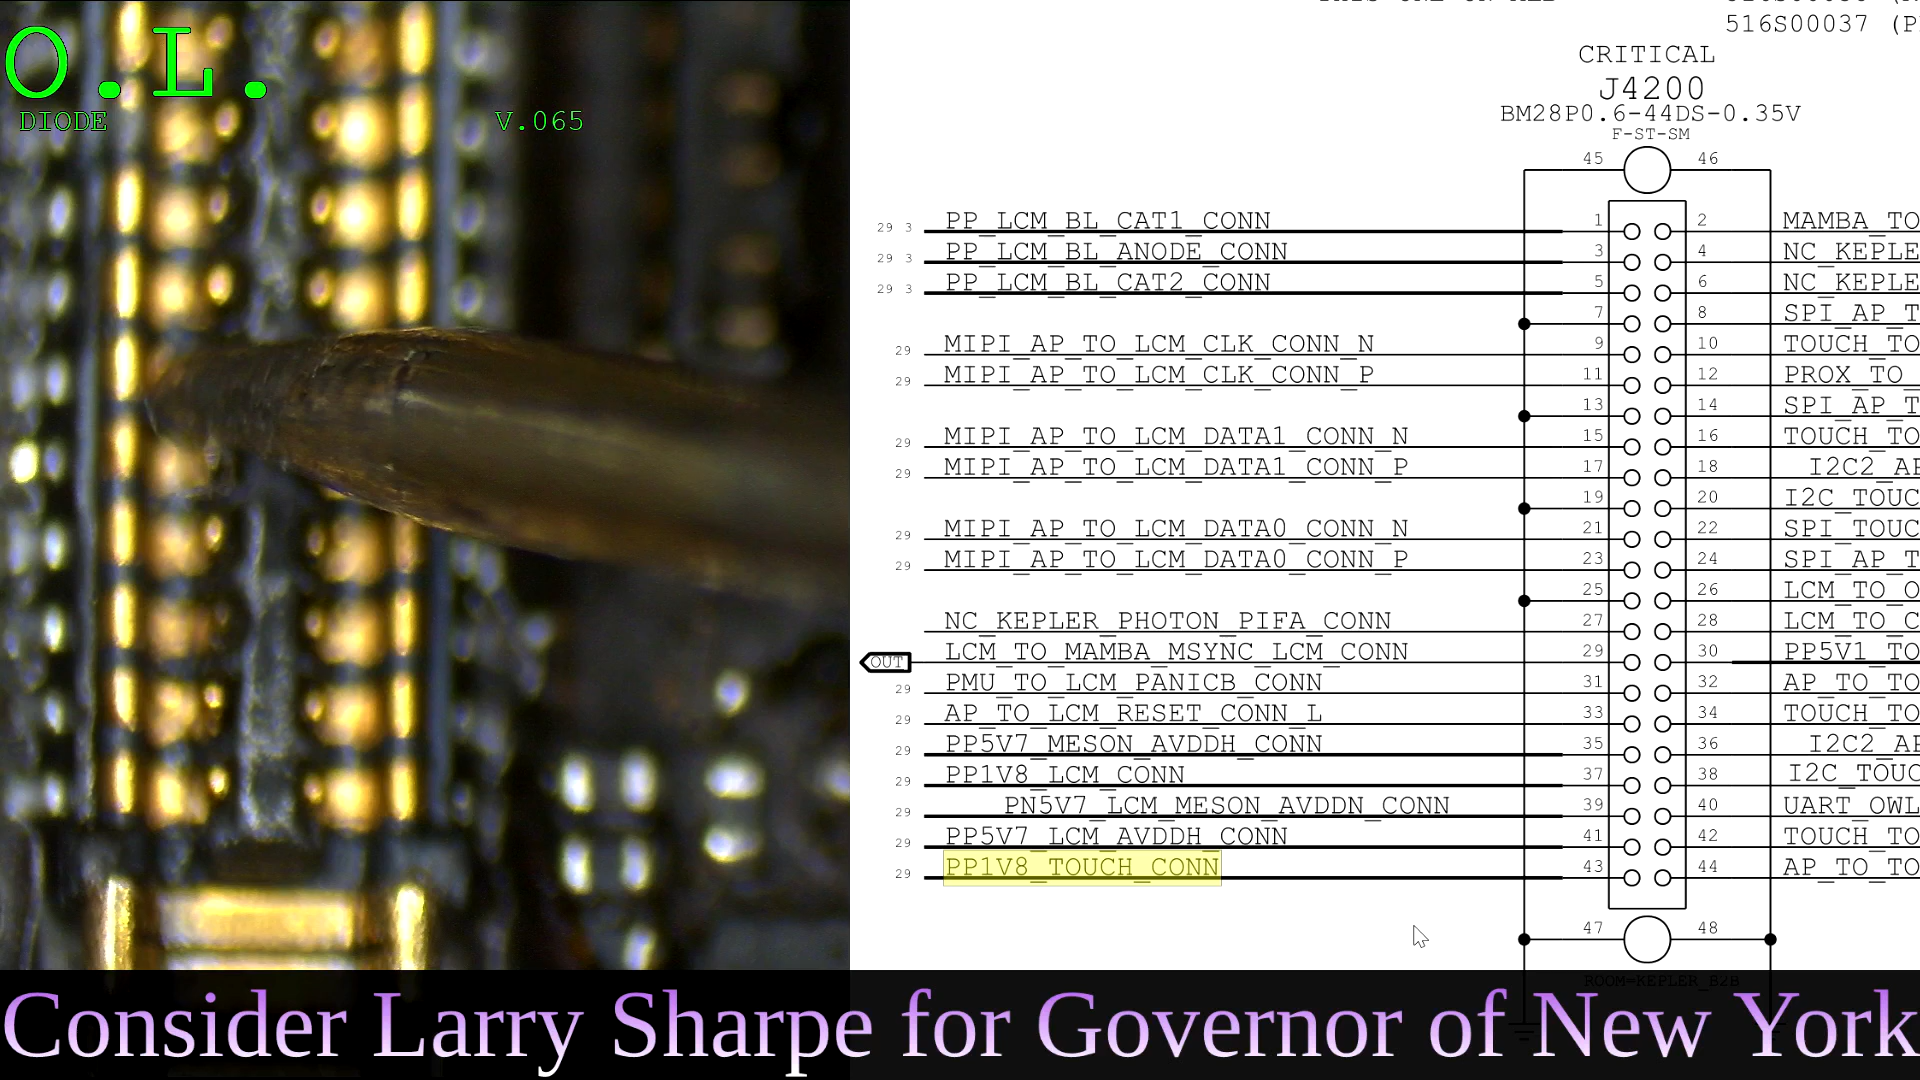 O.L.
DIODE V.065
516S00037
CRITICAL
J4200
BM28P0.6-44DS-0.35V
F-ST-SM
45 46
29 3 PP_LCM_BL_CAT1_CONN 1 2 MAMBA_TO
29 3 PP_LCM_BL_ANODE_CONN 3 4 NC_KEPLE
29 3 PP_LCM_BL_CAT2_CONN 5 6 NC_KEPLE
7 8 SPI_AP_T
29 MIPI_AP_TO_LCM_CLK_CONN_N 9 10 TOUCH_TO
29 MIPI_AP_TO_LCM_CLK_CONN_P 11 12 PROX_TO_
13 14 SPI_AP_T
29 MIPI_AP_TO_LCM_DATA1_CONN_N 15 16 TOUCH_TO
29 MIPI_AP_TO_LCM_DATA1_CONN_P 17 18 I2C2_AP
19 20 I2C_TOUC
29 MIPI_AP_TO_LCM_DATA0_CONN_N 21 22 SPI_TOUC
29 MIPI_AP_TO_LCM_DATA0_CONN_P 23 24 SPI_AP_T
25 26 LCM_TO_O
NC_KEPLER_PHOTON_PIFA_CONN 27 28 LCM_TO_C
OUT LCM_TO_MAMBA_MSYNC_LCM_CONN 29 30 PP5V1_TO
29 PMU_TO_LCM_PANICB_CONN 31 32 AP_TO_TO
29 AP_TO_LCM_RESET_CONN_L 33 34 TOUCH_TO
29 PP5V7_MESON_AVDDH_CONN 35 36 I2C2_AP
29 PP1V8_LCM_CONN 37 38 I2C_TOUC
29 PN5V7_LCM_MESON_AVDDN_CONN 39 40 UART_OWL
29 PP5V7_LCM_AVDDH_CONN 41 42 TOUCH_TO
29 PP1V8_TOUCH_CONN 43 44 AP_TO_TO
47 48
ROOM-KEPLER_B2B
Consider Larry Sharpe for Governor of New York